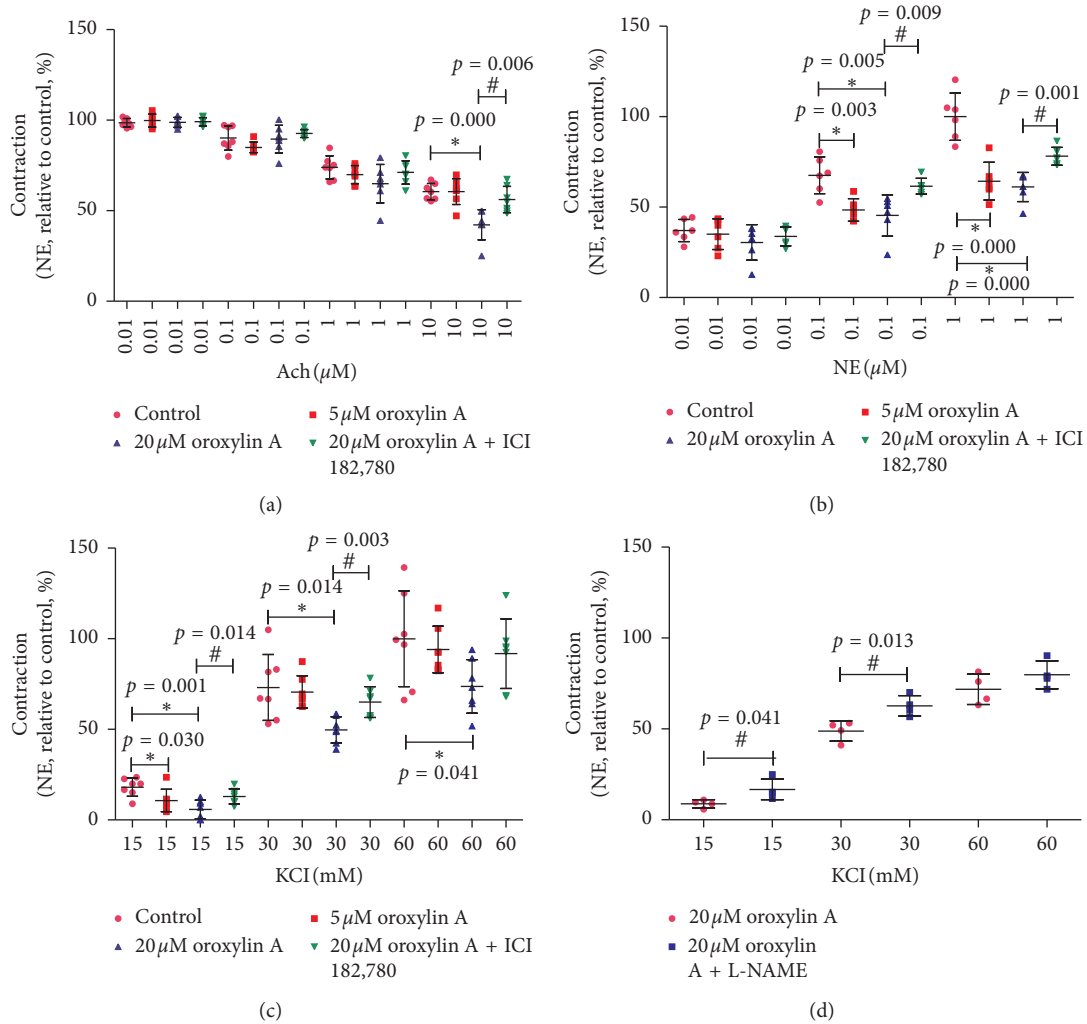 150
100
50
0
Contraction
(NE, relative to control, %)
p = 0.006
#
p = 0.000
*
0.01 0.01 0.01 0.01 0.1 0.1 0.1 0.1 1 1 1 1 10 10 10 10
Ach (µM)
Control
5 µM oroxylin A
20 µM oroxylin A
20 µM oroxylin A + ICI
182,780
(a)
150
100
50
0
Contraction
(NE, relative to control, %)
p = 0.009
#
p = 0.005
*
p = 0.003
*
p = 0.001
#
*
p = 0.000
*
p = 0.000
0.01 0.01 0.01 0.01 0.1 0.1 0.1 0.1 1 1 1 1
NE (µM)
Control
5 µM oroxylin A
20 µM oroxylin A
20 µM oroxylin A + ICI
182,780
(b)
150
100
50
0
Contraction
(NE, relative to control, %)
p = 0.003
#
p = 0.014
*
p = 0.014
#
p = 0.001
*
p = 0.030
*
*
p = 0.041
15 15 15 15 30 30 30 30 60 60 60 60
KCI (mM)
Control
5 µM oroxylin A
20 µM oroxylin A
20 µM oroxylin A + ICI
182,780
(c)
150
100
50
0
Contraction
(NE, relative to control, %)
p = 0.013
#
p = 0.041
#
15 15 30 30 60 60
KCI (mM)
20 µM oroxylin A
20 µM oroxylin
A + L-NAME
(d)